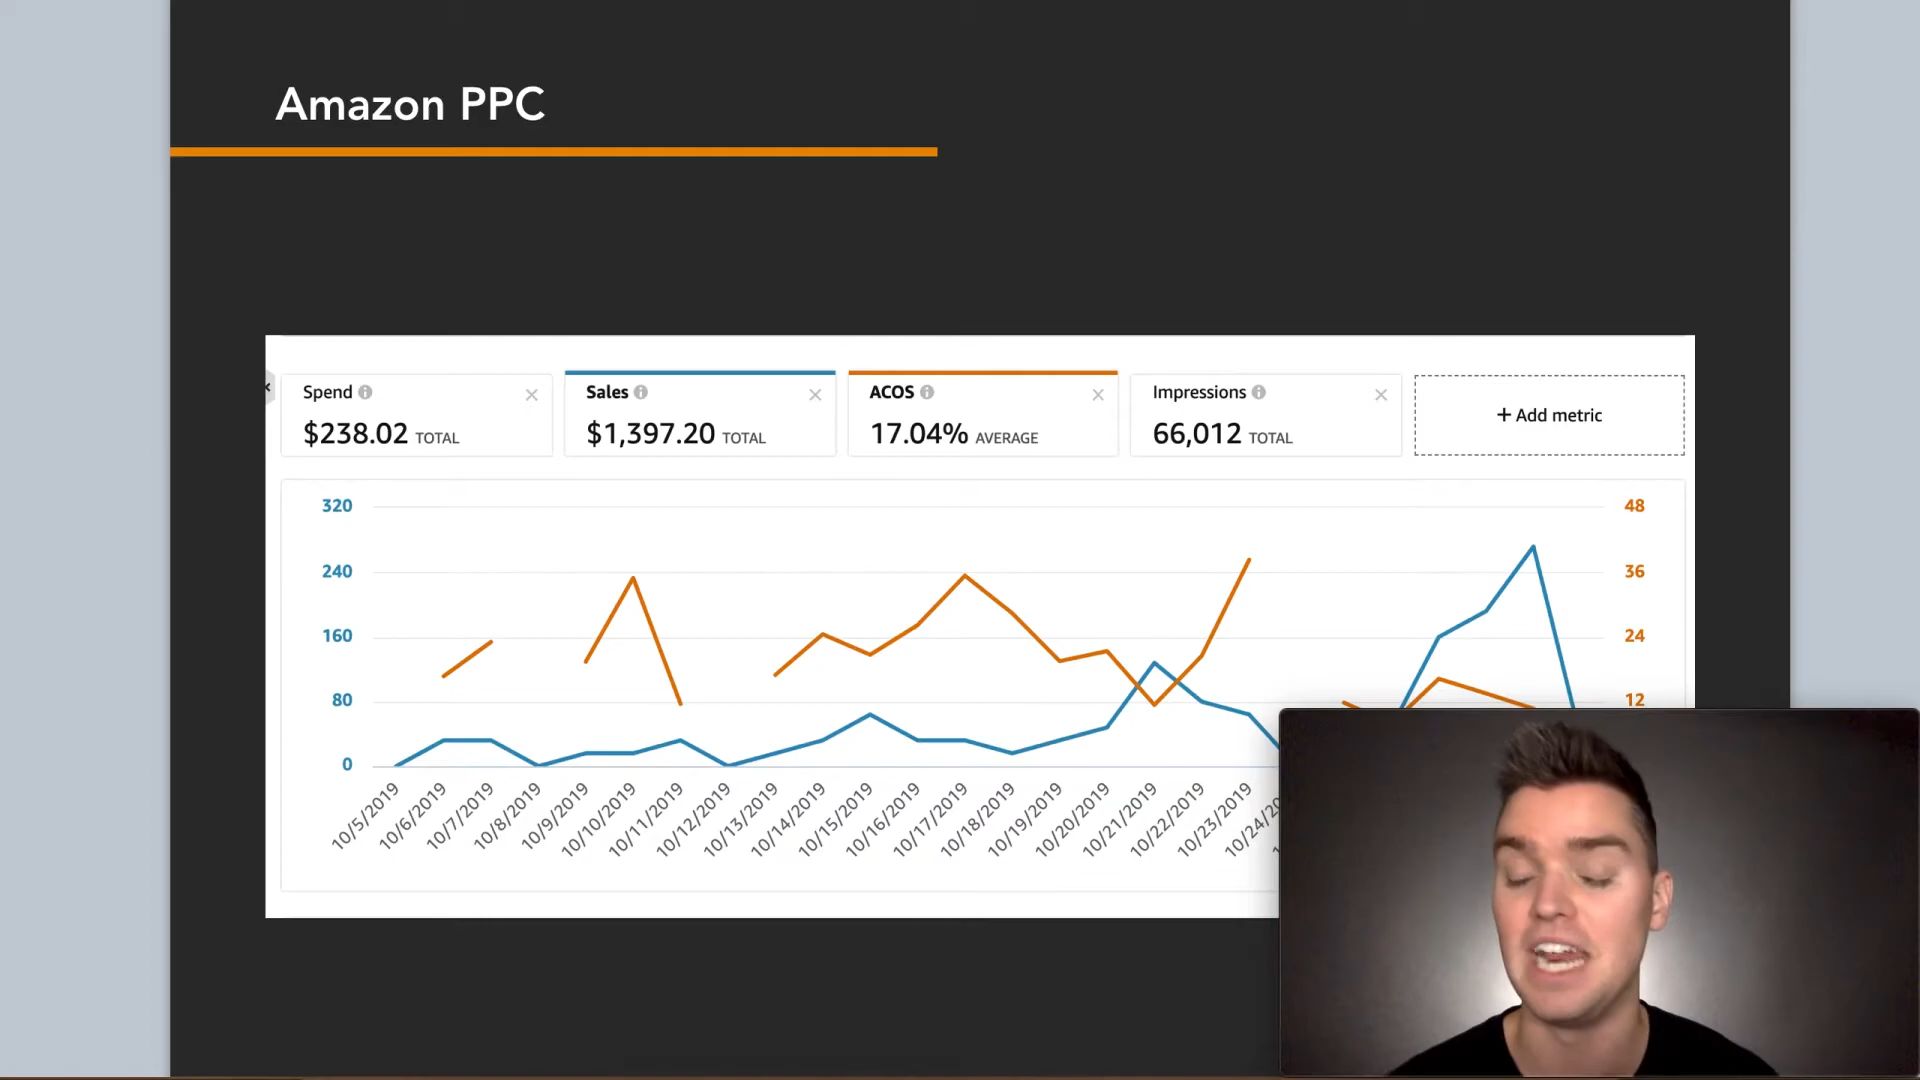 Amazon PPC
Spend
$238.02 TOTAL
Sales
$1,397.20 TOTAL
ACOS
17.04% AVERAGE
Impressions
66,012 TOTAL
+ Add metric
320
240
160
80
0
48
36
24
12
10/5/2019
10/6/2019
10/7/2019
10/8/2019
10/9/2019
10/10/2019
10/11/2019
10/12/2019
10/13/2019
10/14/2019
10/15/2019
10/16/2019
10/17/2019
10/18/2019
10/19/2019
10/20/2019
10/21/2019
10/22/2019
10/23/2019
10/24/2